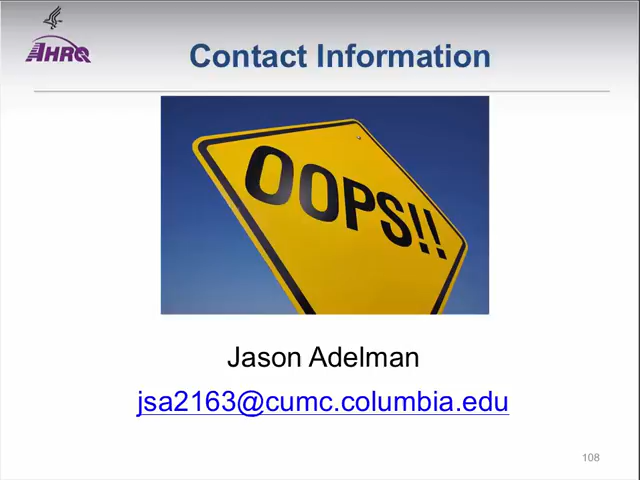 AHRQ
Contact Information
OOPS!!
Jason Adelman
jsa2163@cumc.columbia.edu
108